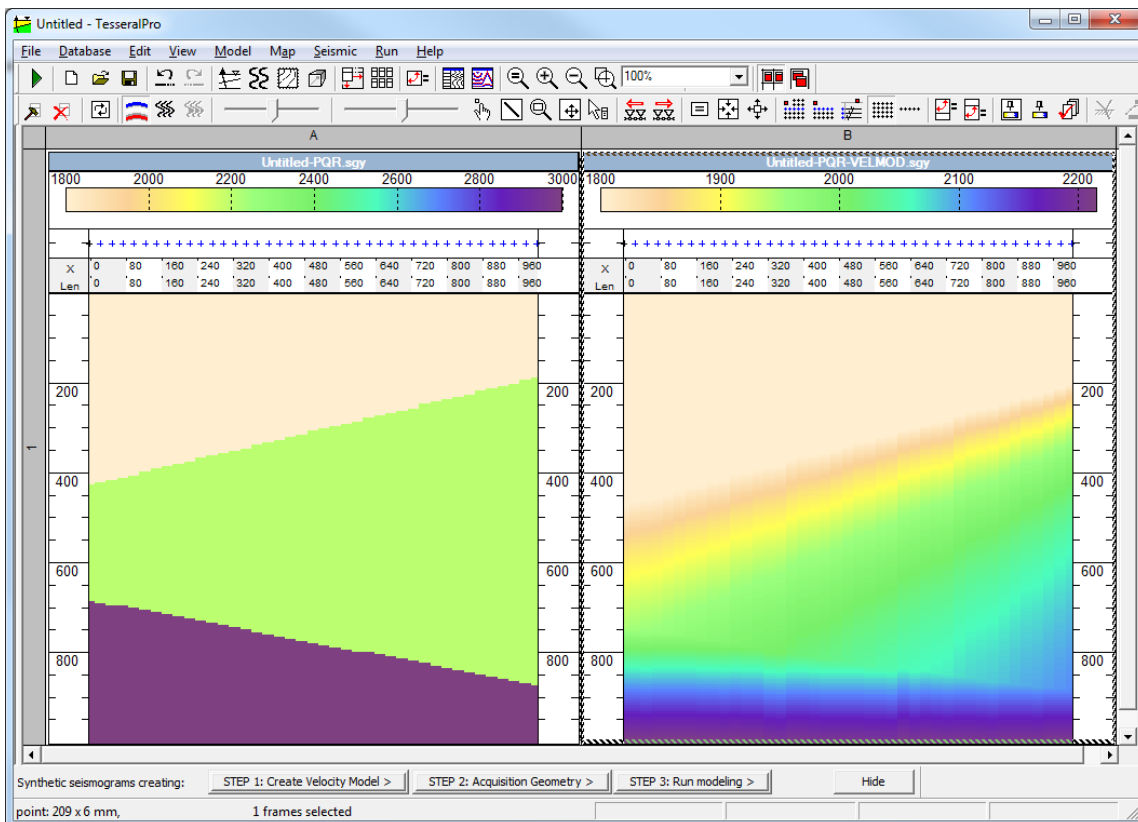 Untitled - TesseralPro
File Database Edit View Model Map Seismic Run Help
100%
A B
Untitled-PQR.sgy Untitled-PQR-VELMOD.sgy
1800 2000 2200 2400 2600 2800 3000 1800 1900 2000 2100 2200
X 0 80 160 240 320 400 480 560 640 720 800 880 960 X 0 80 160 240 320 400 480 560 640 720 800 880 960
Len 0 80 160 240 320 400 480 560 640 720 800 880 960 Len 0 80 160 240 320 400 480 560 640 720 800 880 960
200 200 200 200
1
400 400 400 400
600 600 600 600
800 800 800 800
Synthetic seismograms creating: STEP 1: Create Velocity Model > STEP 2: Acquisition Geometry > STEP 3: Run modeling > Hide
point: 209 x 6 mm, 1 frames selected